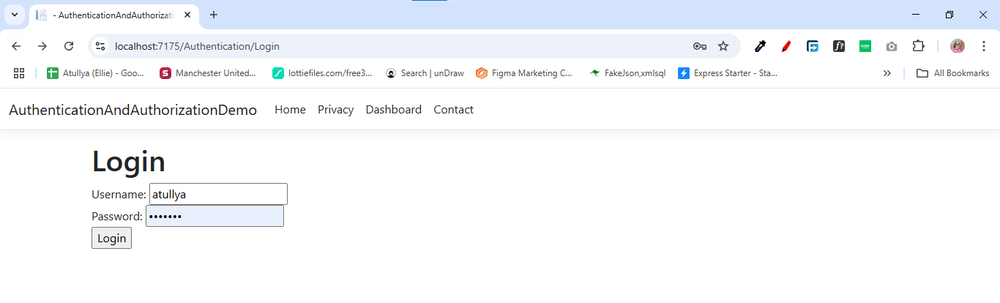 - AuthenticationAndAuthorizati
localhost:7175/Authentication/Login
Atullya (Ellie) - Goo... Manchester United... lottiefiles.com/free3... Search | unDraw Figma Marketing C... FakeJson,xmlsql Express Starter - Sta... All Bookmarks
AuthenticationAndAuthorizationDemo Home Privacy Dashboard Contact
Login
Username: atullya
Password: •••••••
Login